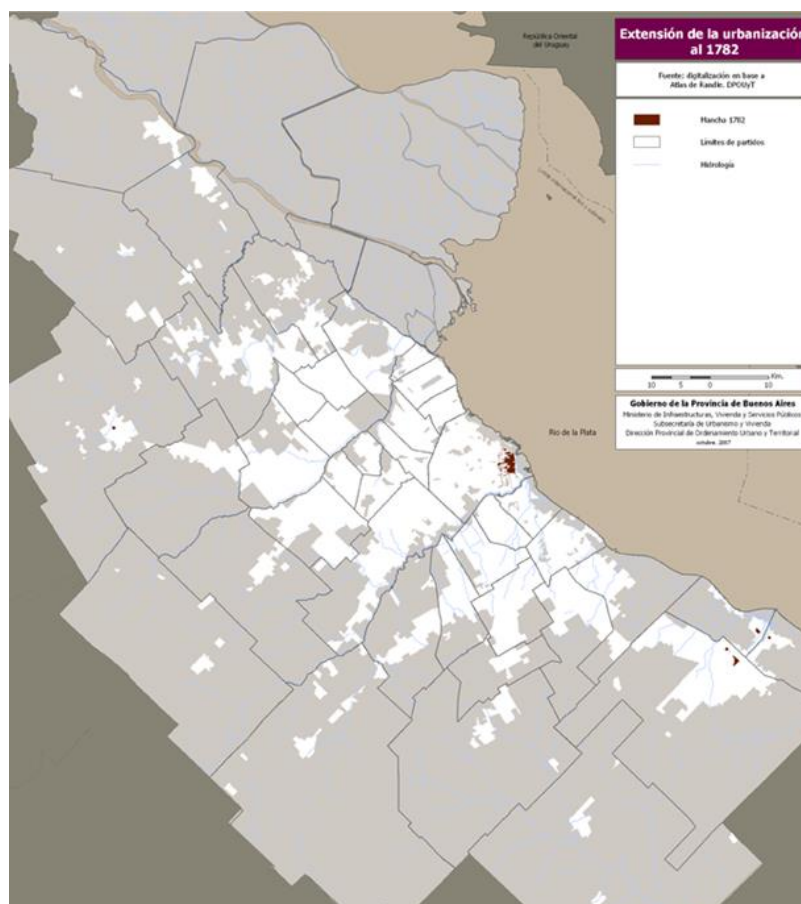 República Oriental
del Uruguay
Extensión de la urbanización
al 1782
Fuente: digitalización en base a
Atlas de Randle. DPOUyT
Mancha 1782
Límites de partidos
Hidrología
Km.
10 5 0 10
Gobierno de la Provincia de Buenos Aires
Ministerio de Infraestructura, Vivienda y Servicios Públicos
Subsecretaría de Urbanismo y Vivienda
Dirección Provincial de Ordenamiento Urbano y Territorial
octubre, 2007
Rio de la Plata